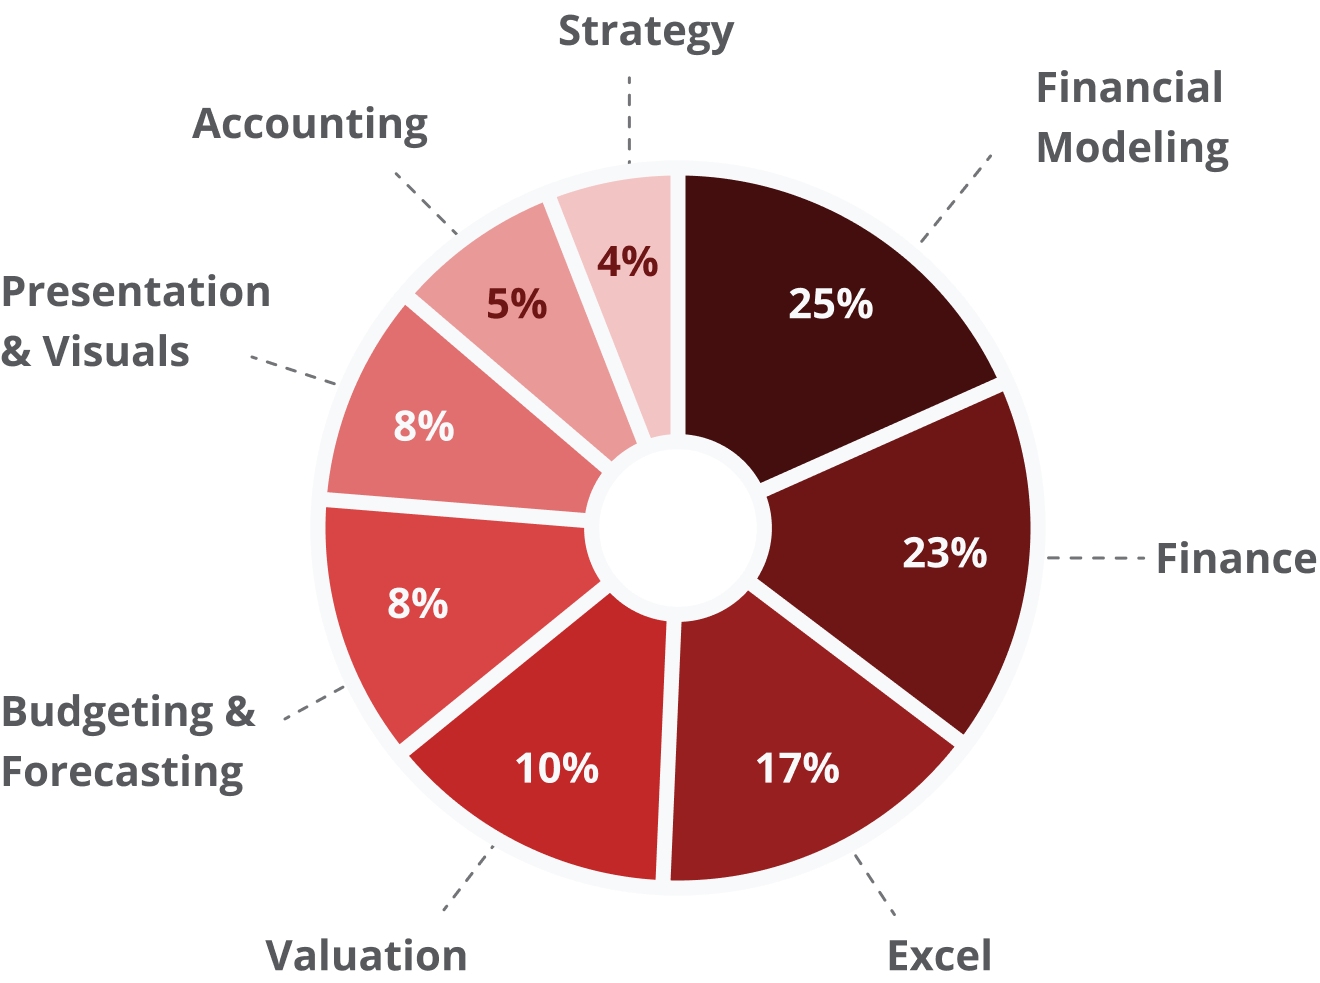 Strategy
Financial
Modeling
Accounting
Presentation
& Visuals
4%
25%
5%
8%
23%
Finance
8%
Budgeting &
Forecasting
10%
17%
Valuation
Excel